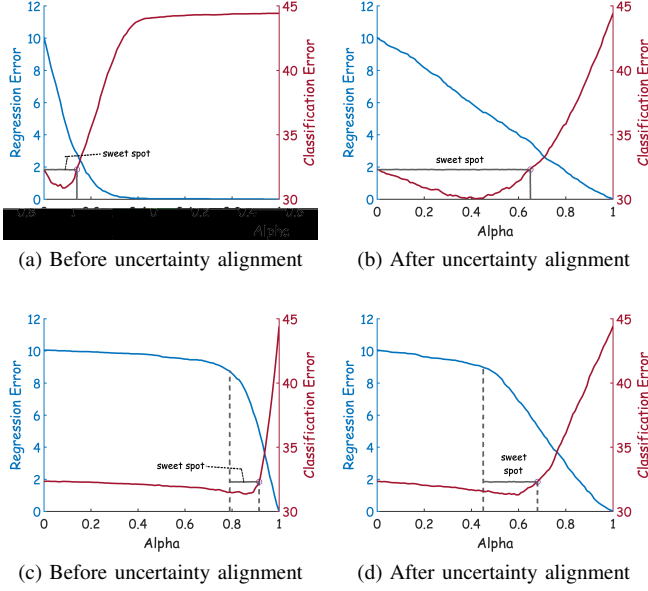 12 45 12 45
10 10
8 40 8 40
6 6
4 35 4 35
sweet spot sweet spot
2 2
0 30 0 30
Regression Error Classification Error Regression Error Classification Error
0 0.2 0.4 0.6 0.8 1
Alpha Alpha
(a) Before uncertainty alignment (b) After uncertainty alignment
12 45 12 45
10 10
8 40 8 40
6 6
4 35 4 35
sweet spot sweet
spot
2 2
0 30 0 30
Regression Error Classification Error Regression Error Classification Error
0 0.2 0.4 0.6 0.8 1 0 0.2 0.4 0.6 0.8 1
Alpha Alpha
(c) Before uncertainty alignment (d) After uncertainty alignment